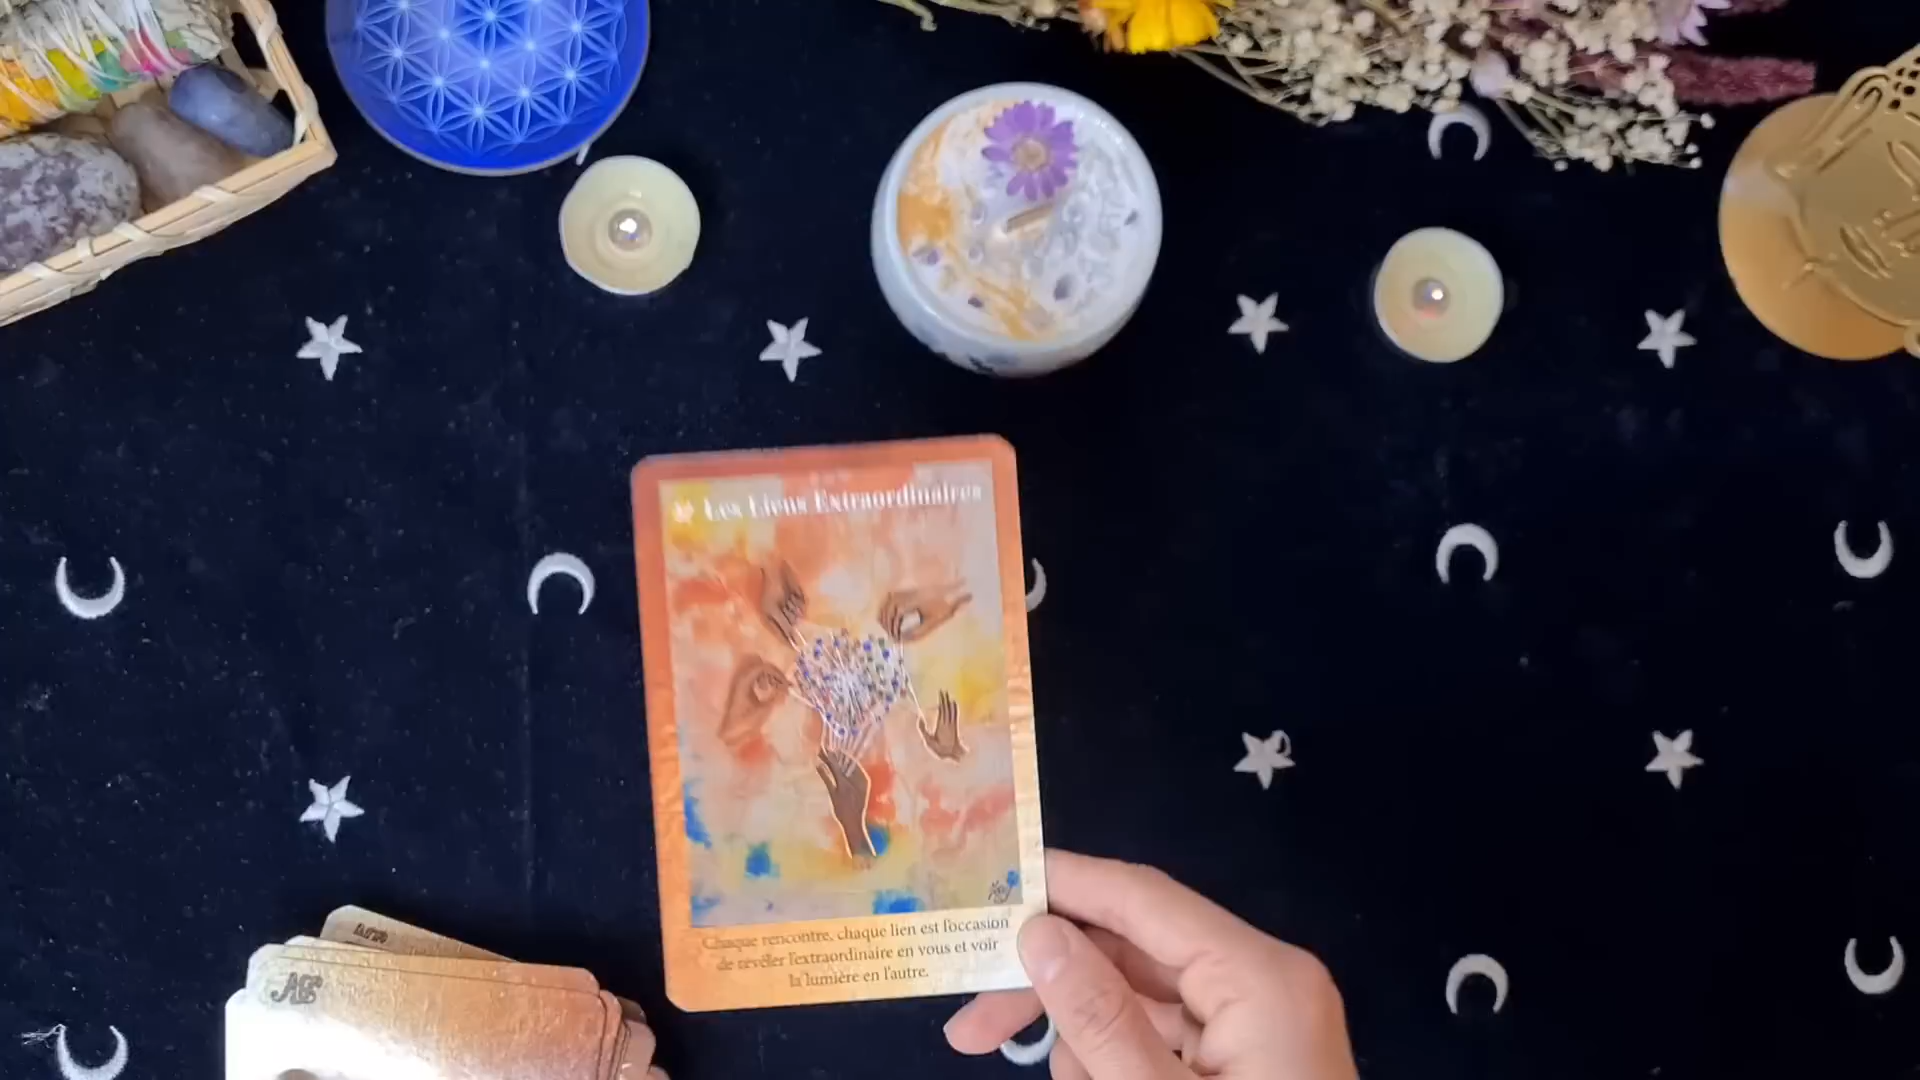 Les Liens Extraordinaires
Chaque rencontre, chaque lien est l'occasion
de révéler l'extraordinaire en vous et voir
la lumière en l'autre.